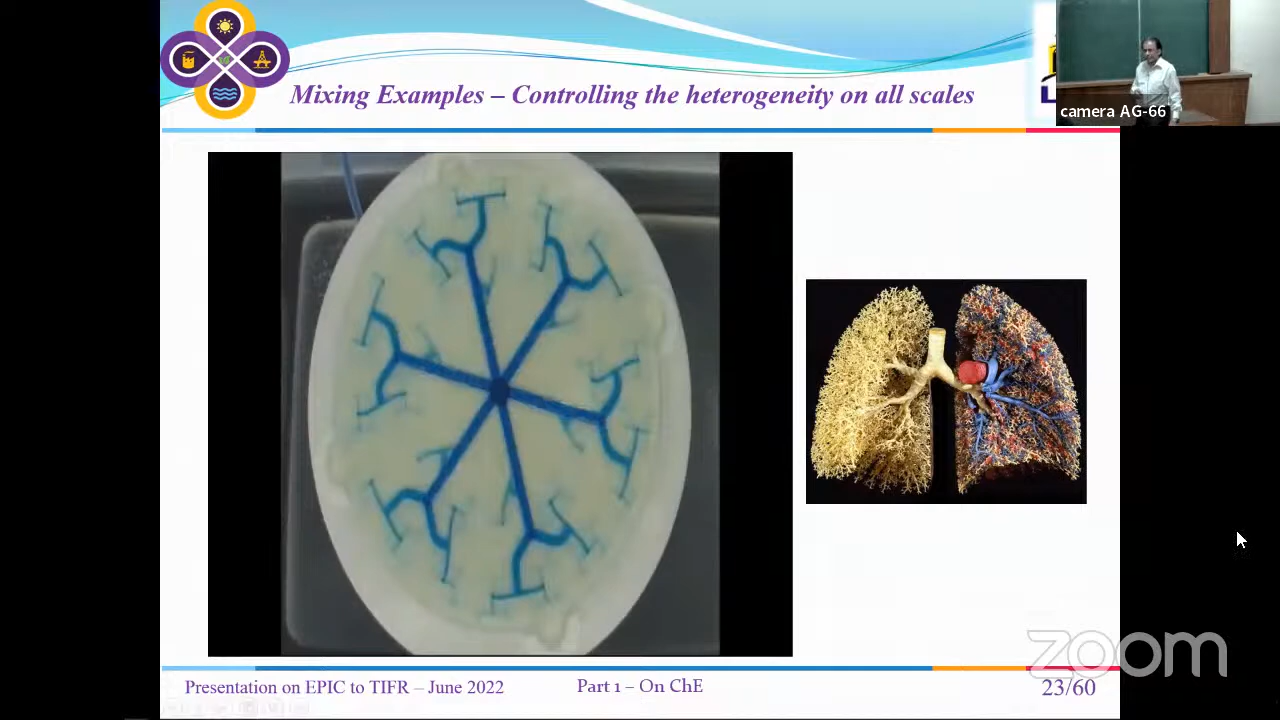 Mixing Examples – Controlling the heterogeneity on all scales
camera AG-66
Presentation on EPIC to TIFR – June 2022
Part 1 – On ChE
23/60
zoom